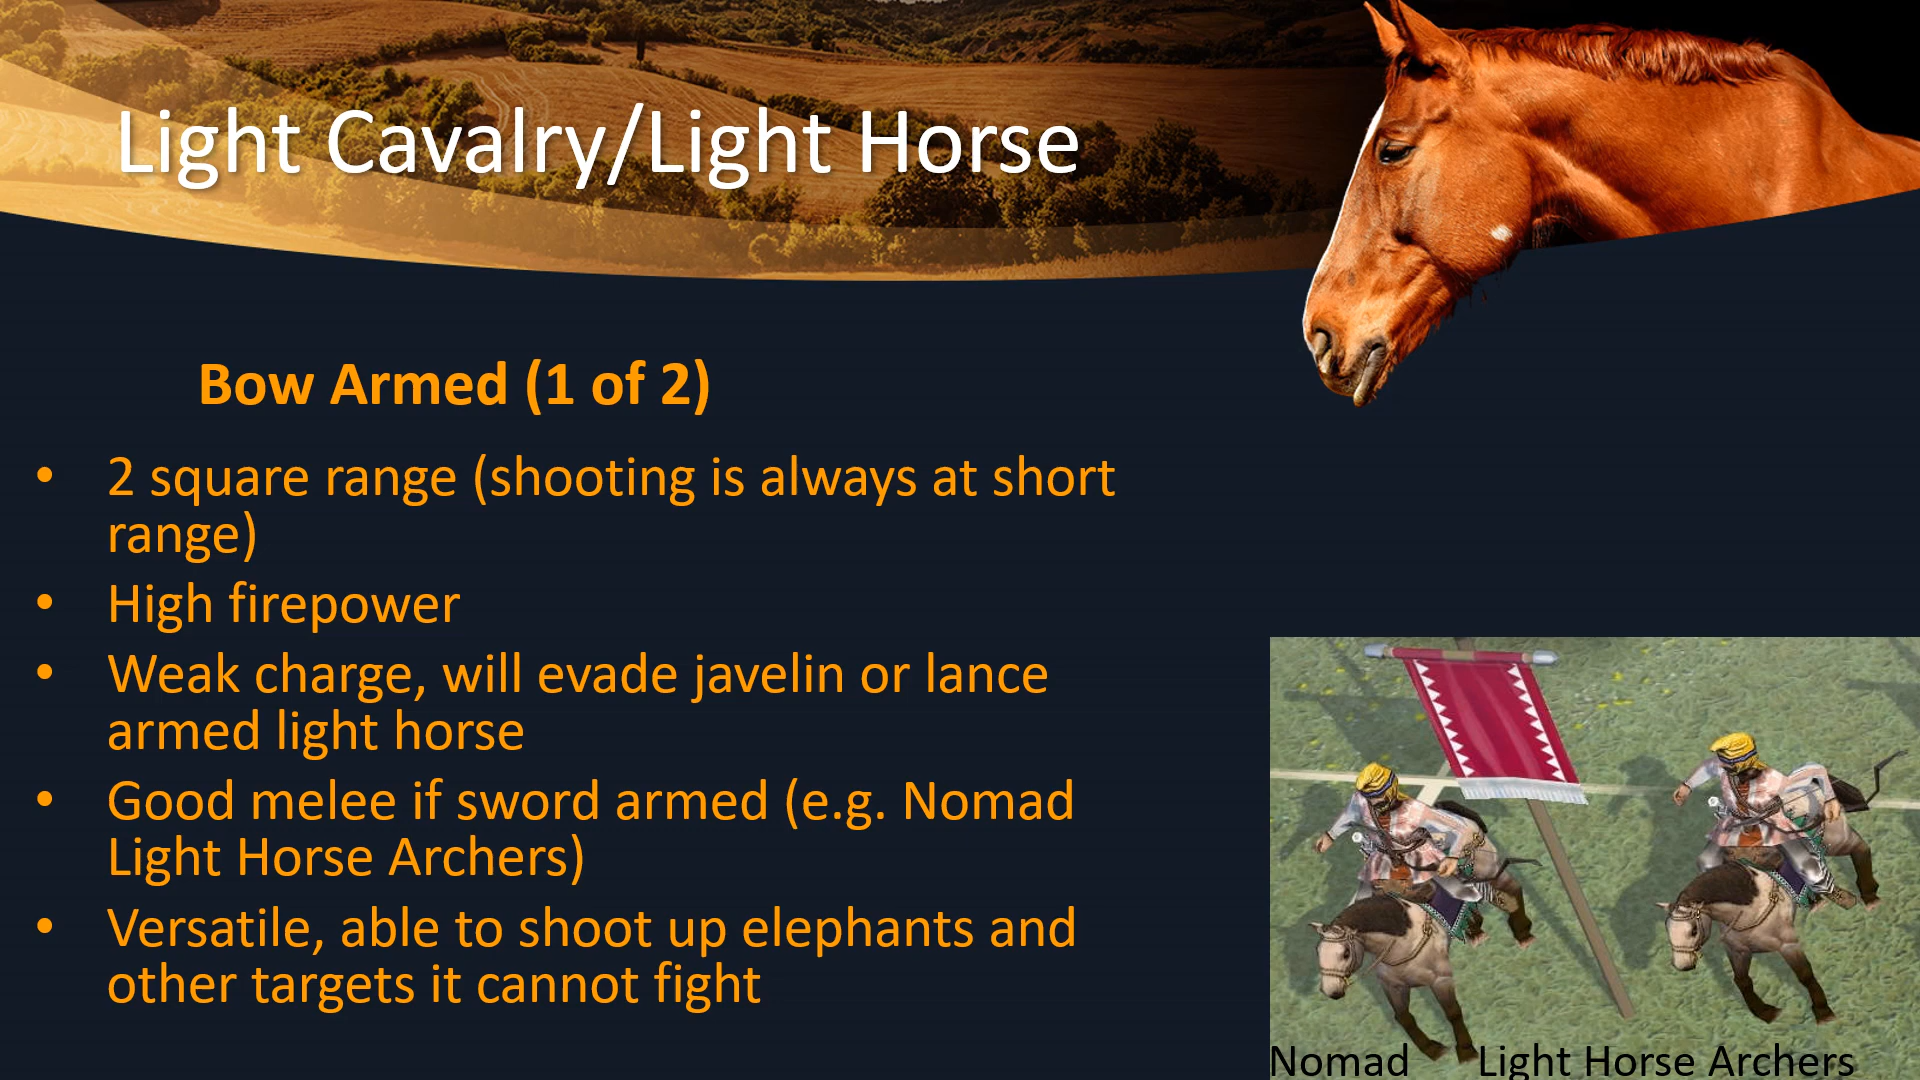 Light Cavalry/Light Horse
Bow Armed (1 of 2)
• 2 square range (shooting is always at short
range)
• High firepower
• Weak charge, will evade javelin or lance
armed light horse
• Good melee if sword armed (e.g. Nomad
Light Horse Archers)
• Versatile, able to shoot up elephants and
other targets it cannot fight
Nomad Light Horse Archers